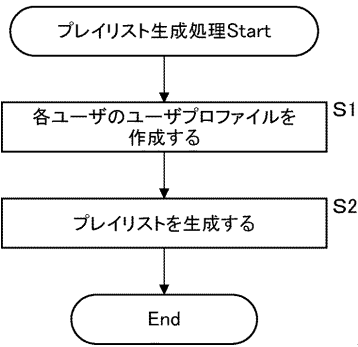 プレイリスト生成処理Start
各ユーザのユーザプロファイルを
作成する
S1
プレイリストを生成する
S2
End